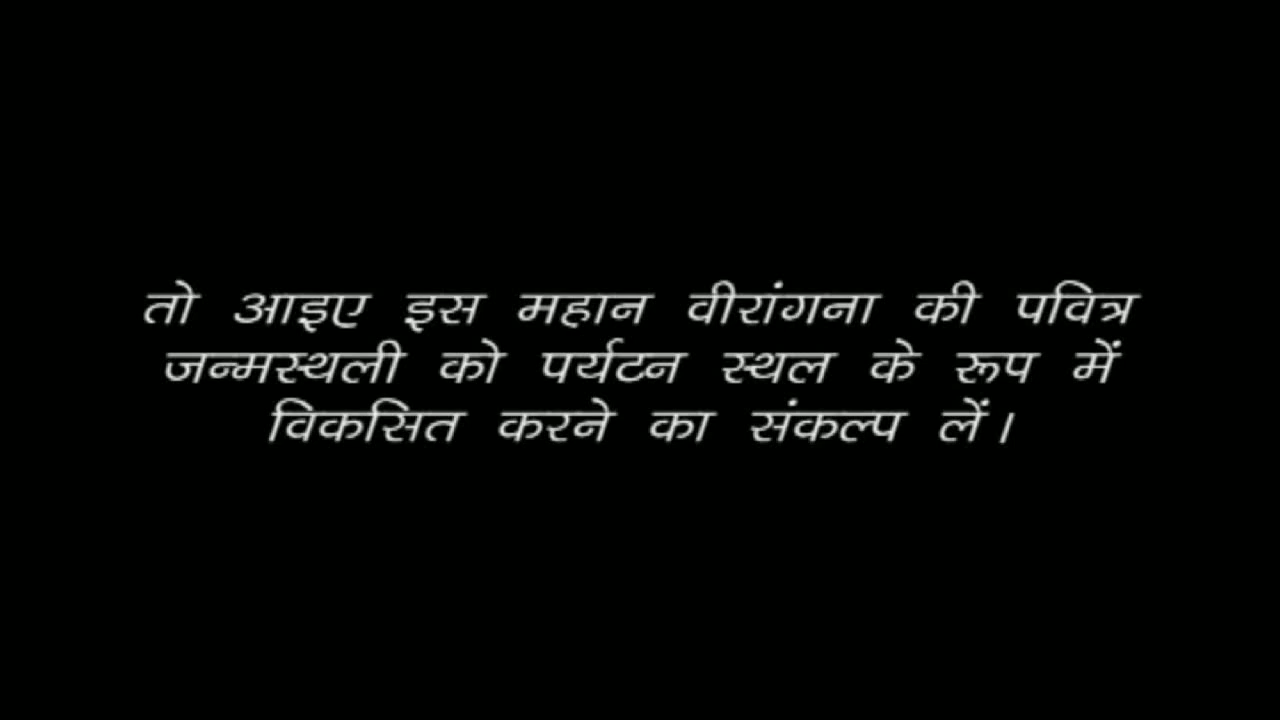 तो आइए इस महान वीरांगना की पवित्र
जन्मस्थली को पर्यटन स्थल के रूप में
विकसित करने का संकल्प लें।